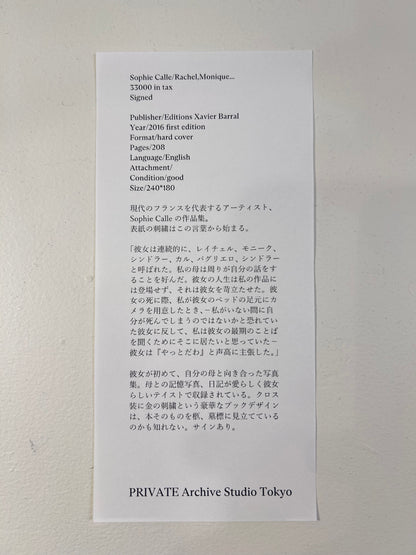 Sophie Calle/Rachel,Monique...
33000 in tax
Signed
Publisher/Editions Xavier Barral
Year/2016 first edition
Format/hard cover
Pages/208
Language/English
Attachment/
Condition/good
Size/240*180
現代のフランスを代表するアーティスト、
Sophie Calle の作品集。
表紙の刺繍はこの言葉から始まる。
「彼女は連続的に、レイチェル、モニーク、
シンドラー、カル、パグリエロ、シンドラー
と呼ばれた。私の母は周りが自分の話をす
ることを好んだ。彼女の人生は私の作品に
は登場せず、それは彼女を苛立たせた。彼
女の死に際、私が彼女のベッドの足元にカ
メラを用意したとき、–私がいない間に自
分が死んでしまうのではないかと恐れてい
た彼女に反して、私は彼女の最期のことば
を聞くためにそこに居たいと思っていた–
彼女は『やっとだわ』と声高に主張した。」
彼女が初めて、自分の母と向き合った写真
集。母との記憶写真、日記が愛らしく彼女
らしいテイストで収録されている。クロス
装に金の刺繍という豪華なブックデザイン
は、本そのものを柩、墓標に見立てている
のかも知れない。サインあり。
PRIVATE Archive Studio Tokyo